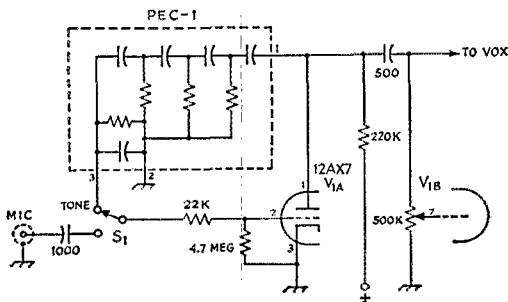 PEC-1
1
TO VOX
500
220K
12AX7
V1A
1
V1B
3
2
TONE
22K
2
500K
7
MIC
S1
4.7 MEG
3
1000
+